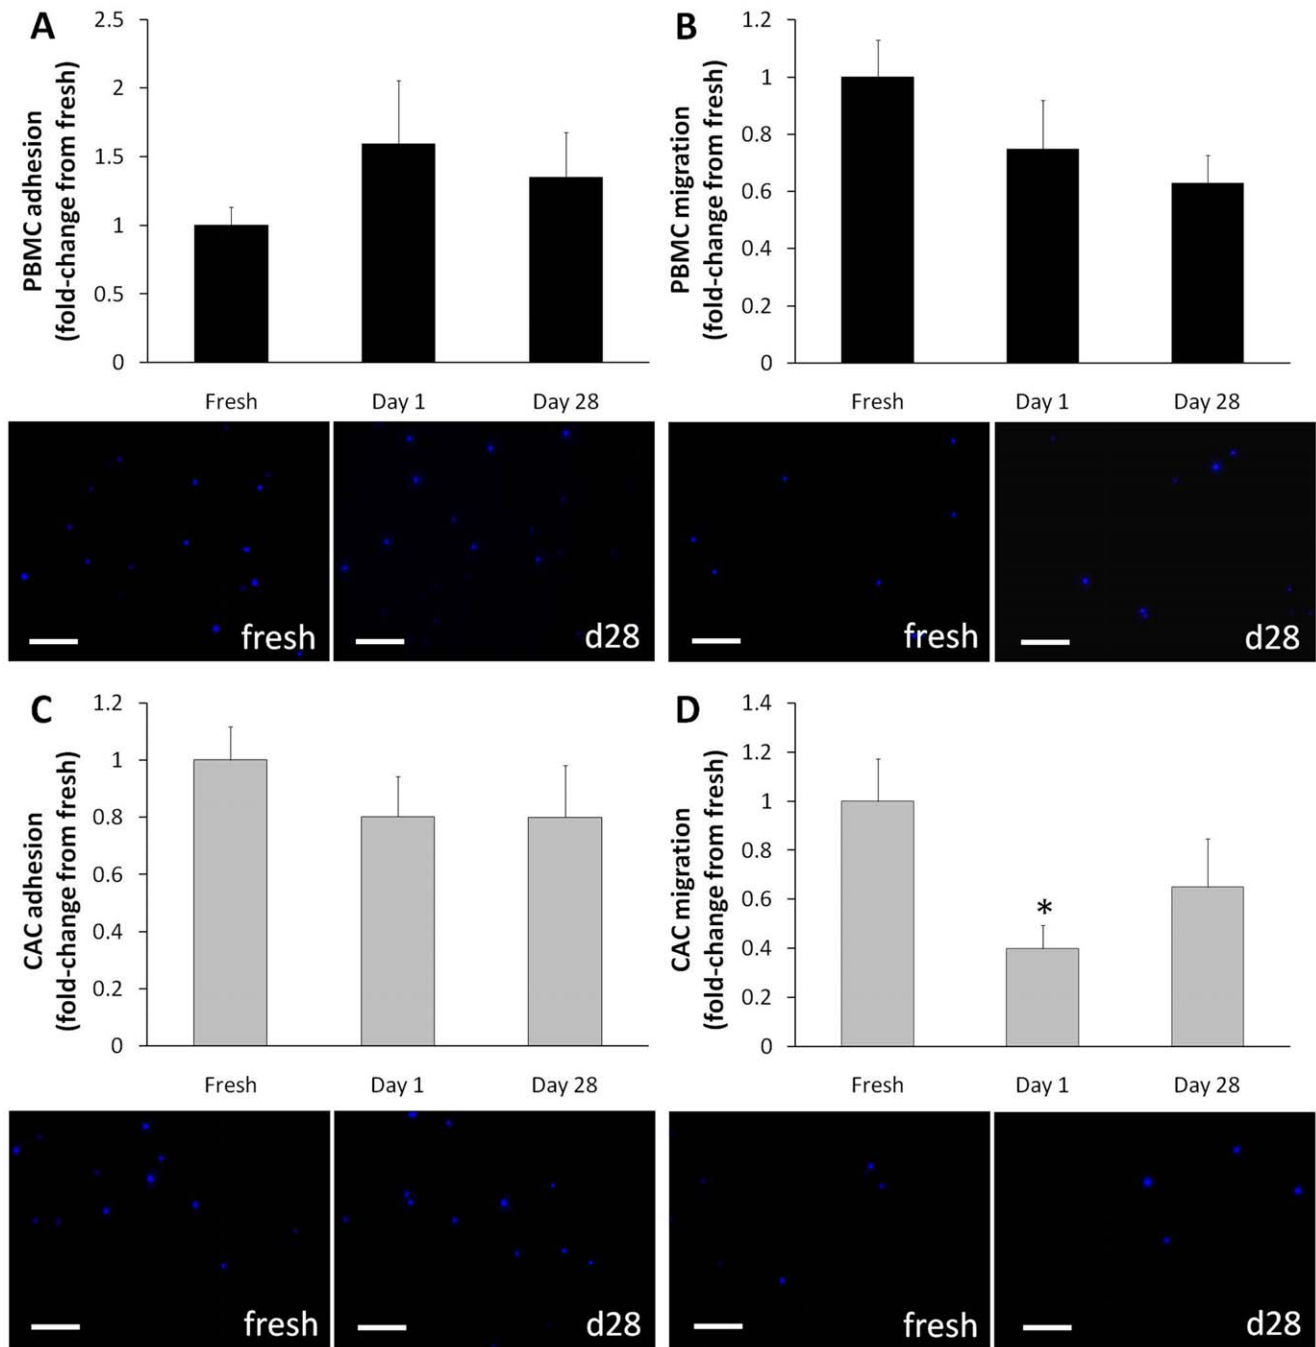 A
PBMC adhesion
(fold-change from fresh)
2.5
2
1.5
1
0.5
0
Fresh Day 1 Day 28
B
PBMC migration
(fold-change from fresh)
1.2
1
0.8
0.6
0.4
0.2
0
Fresh Day 1 Day 28
fresh
d28
fresh
d28
C
CAC adhesion
(fold-change from fresh)
1.2
1
0.8
0.6
0.4
0.2
0
Fresh Day 1 Day 28
D
CAC migration
(fold-change from fresh)
1.4
1.2
1
0.8
0.6
0.4
0.2
0
*
Fresh Day 1 Day 28
fresh
d28
fresh
d28